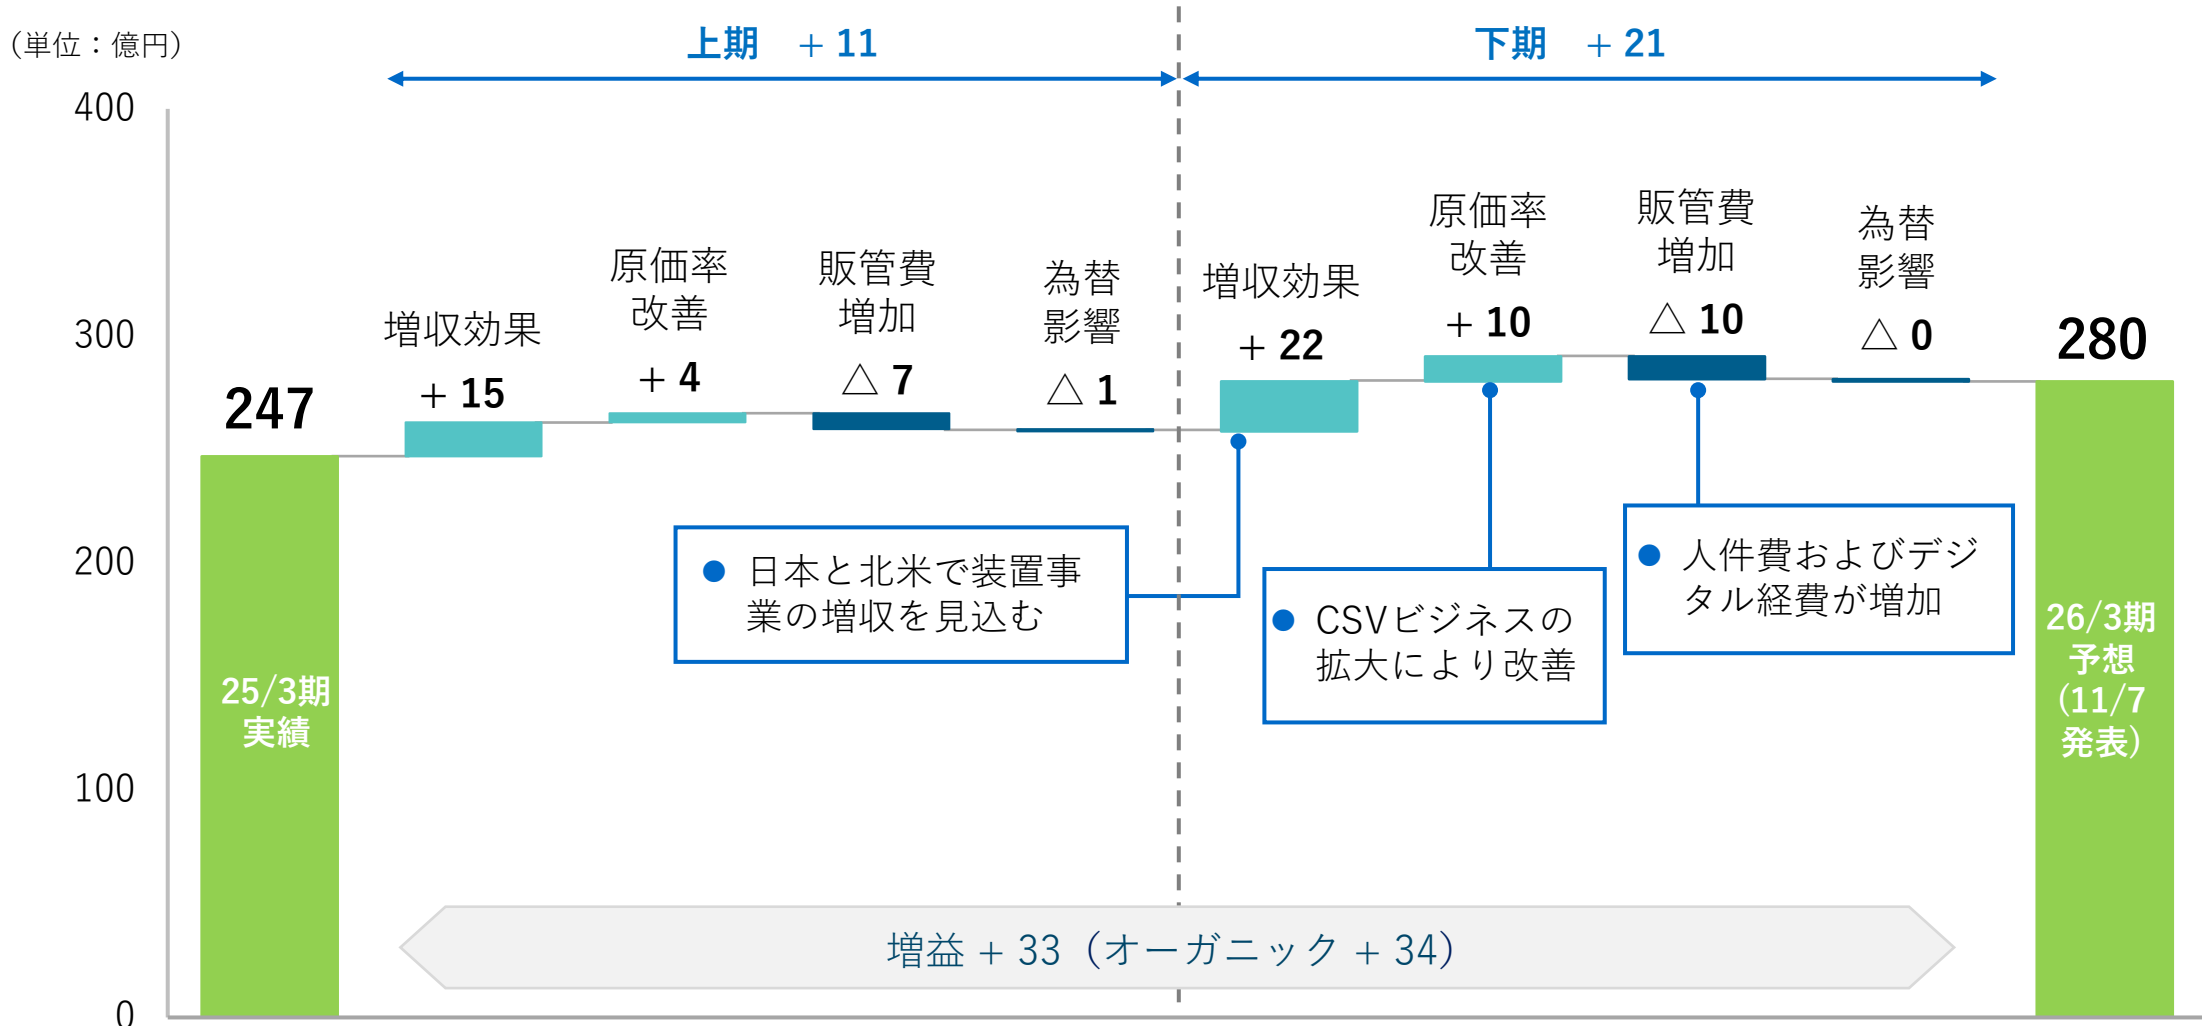 （単位：億円）
上期　+ 11
下期　+ 21
400
300
200
100
0
247
25/3期
実績
増収効果
+ 15
原価率
改善
+ 4
販管費
増加
△ 7
為替
影響
△ 1
増収効果
+ 22
原価率
改善
+ 10
販管費
増加
△ 10
為替
影響
△ 0
280
26/3期
予想
（11/7
発表）
● 日本と北米で装置事
業の増収を見込む
● CSVビジネスの
拡大により改善
● 人件費およびデジ
タル経費が増加
増益 + 33（オーガニック + 34）